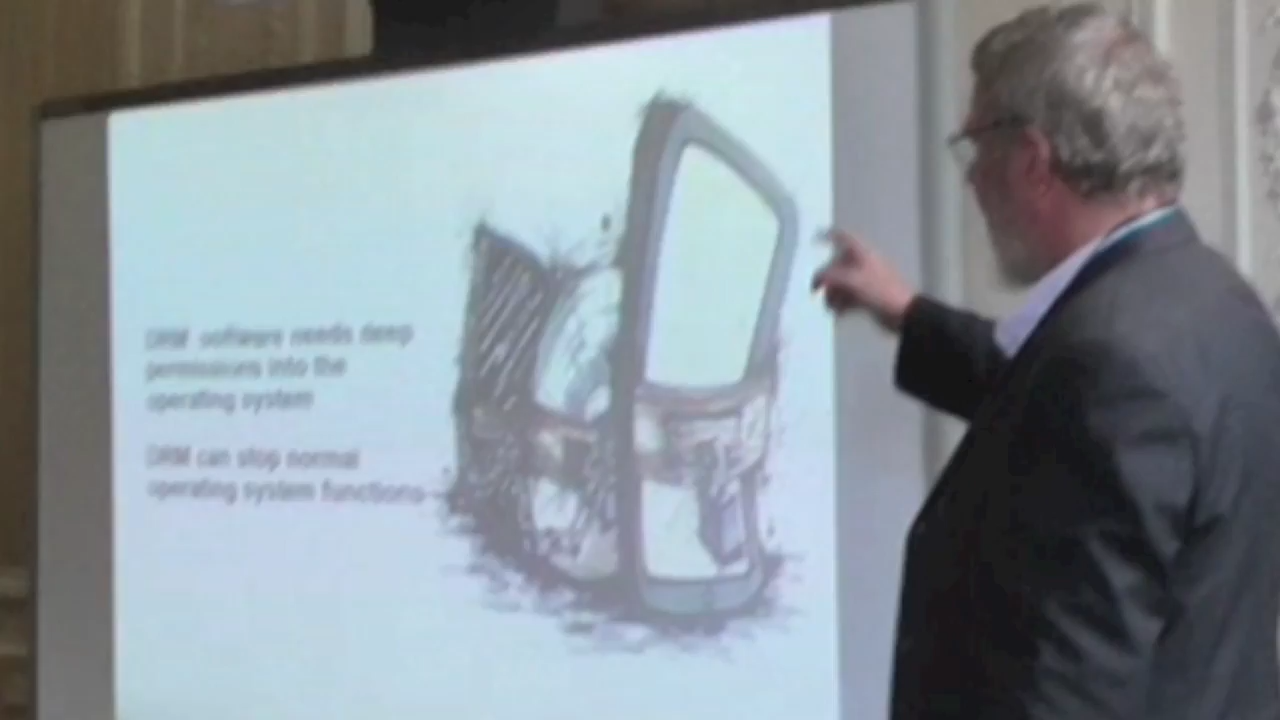 DRM software needs deep
permissions into the
operating system
DRM can stop normal
operating system functions